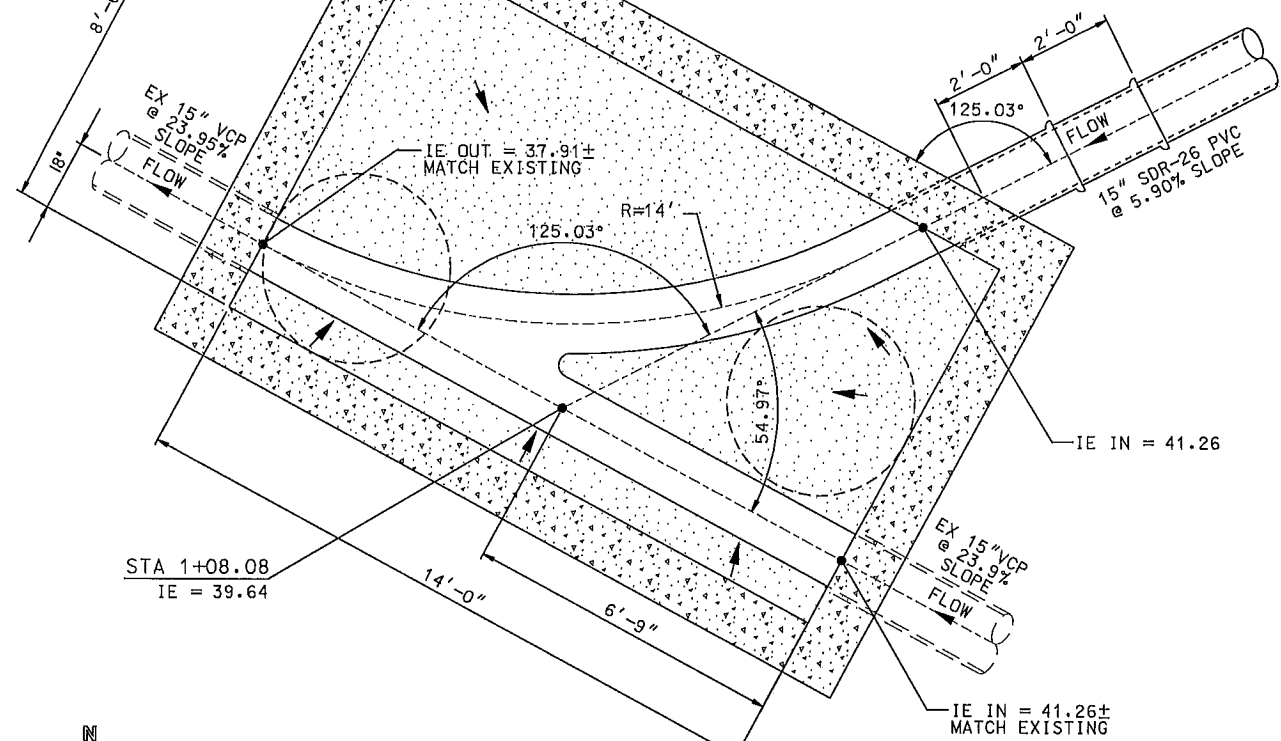 8'-0
2'-0"
2'-0"
EX 15" VCP
@ 23.95%
SLOPE
FLOW
18"
125.03°
FLOW
15" SDR-26 PVC
@ 5.90% SLOPE
IE OUT = 37.91±
MATCH EXISTING
R=14'
125.03°
54.97°
IE IN = 41.26
STA 1+08.08
IE = 39.64
14'-0"
6'-9"
EX 15"VCP
@ 23.9%
SLOPE
FLOW
IE IN = 41.26±
MATCH EXISTING
N